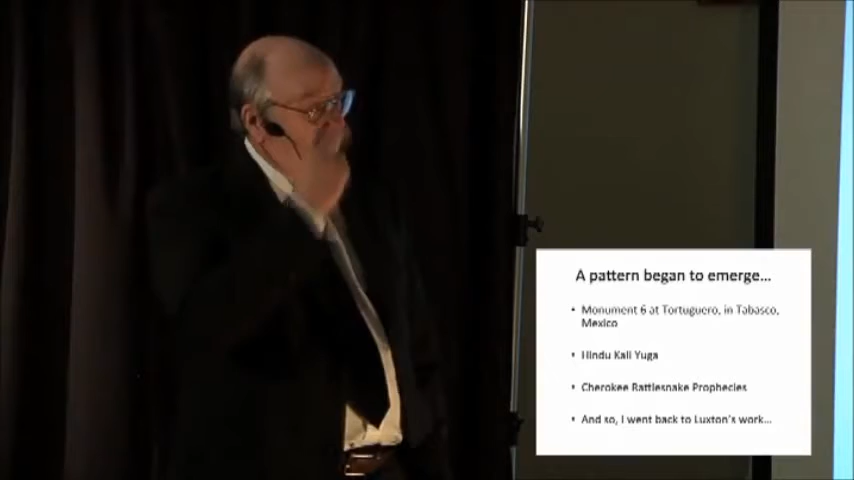 A pattern began to emerge...
• Monument 6 at Tortuguero, in Tabasco,
Mexico
• Hindu Kali Yuga
• Cherokee Rattlesnake Prophecies
• And so, I went back to Luxton's work...